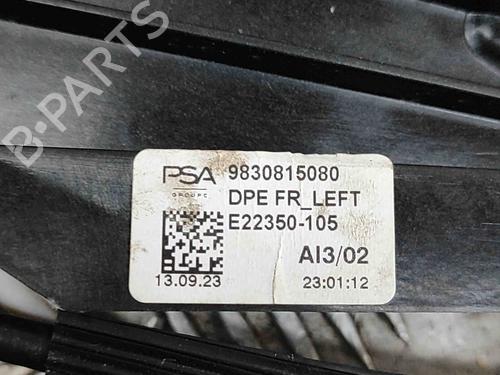 PSA
GROUPE
9830815080
DPE FR_LEFT
E22350-105
AI3/02
13.09.23
23:01:12
B-PARTS